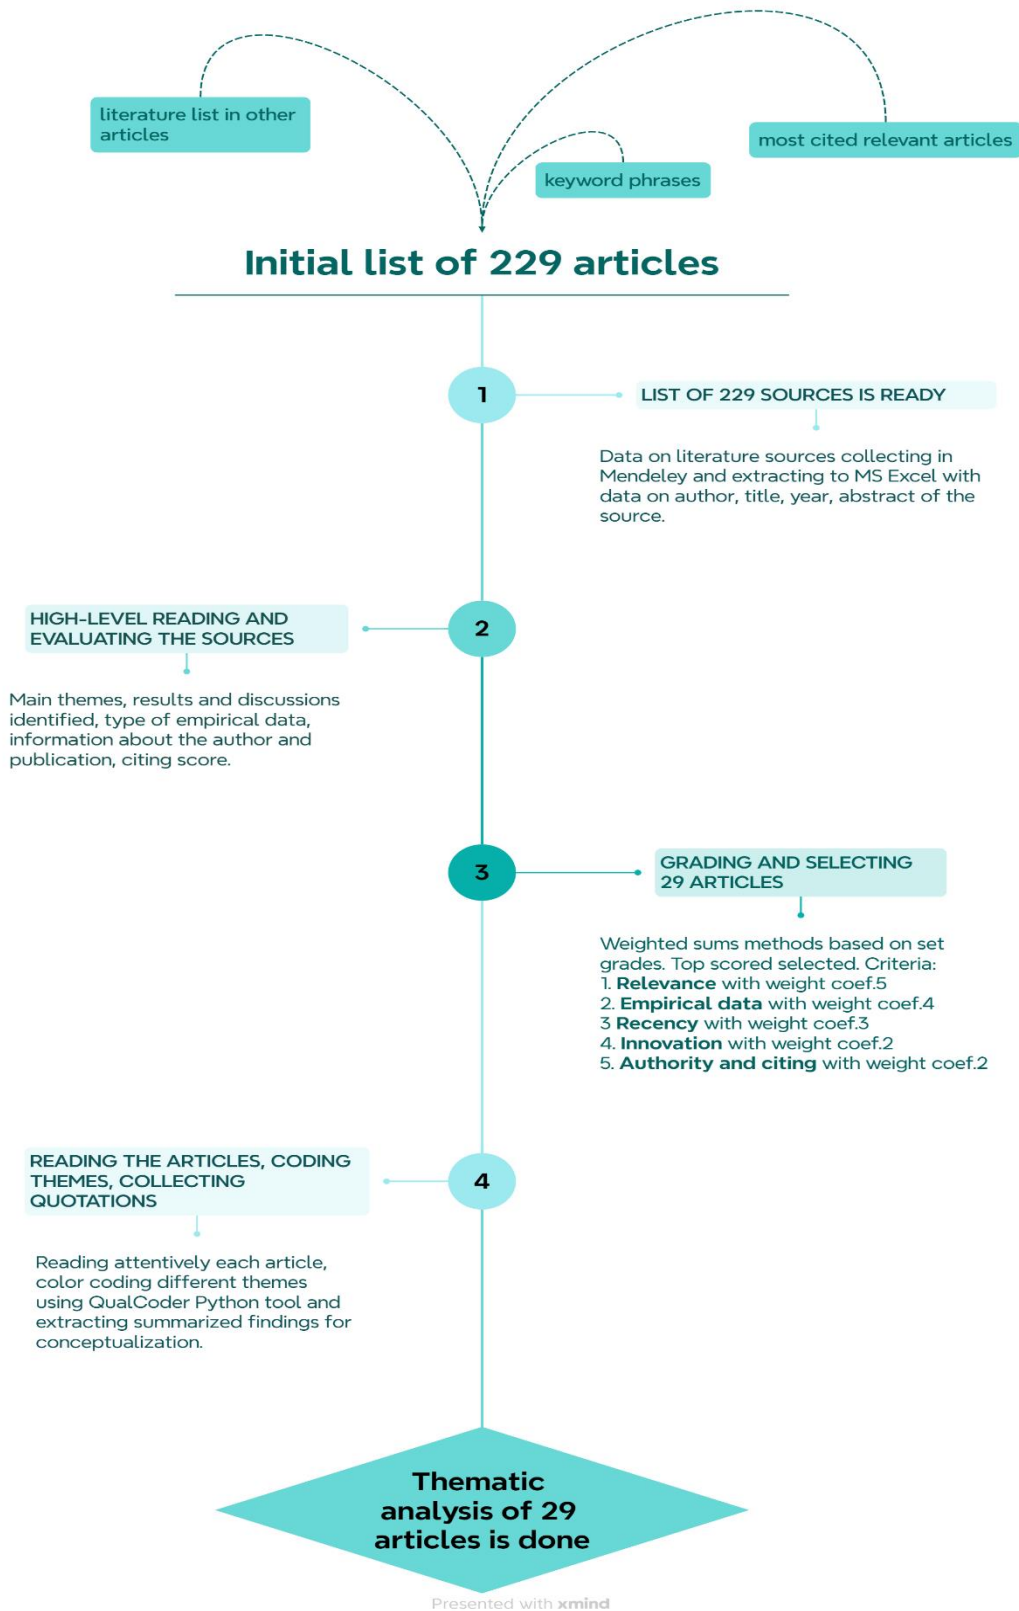 literature list in other
articles
most cited relevant articles
keyword phrases
Initial list of 229 articles
1
LIST OF 229 SOURCES IS READY
Data on literature sources collecting in
Mendeley and extracting to MS Excel with
data on author, title, year, abstract of the
source.
HIGH-LEVEL READING AND
EVALUATING THE SOURCES
2
Main themes, results and discussions
identified, type of empirical data,
information about the author and
publication, citing score.
3
GRADING AND SELECTING
29 ARTICLES
Weighted sums methods based on set
grades. Top scored selected. Criteria:
1. Relevance with weight coef.5
2. Empirical data with weight coef.4
3 Recency with weight coef.3
4. Innovation with weight coef.2
5. Authority and citing with weight coef.2
READING THE ARTICLES, CODING
THEMES, COLLECTING
QUOTATIONS
4
Reading attentively each article,
color coding different themes
using QualCoder Python tool and
extracting summarized findings for
conceptualization.
Thematic
analysis of 29
articles is done
Presented with xmind